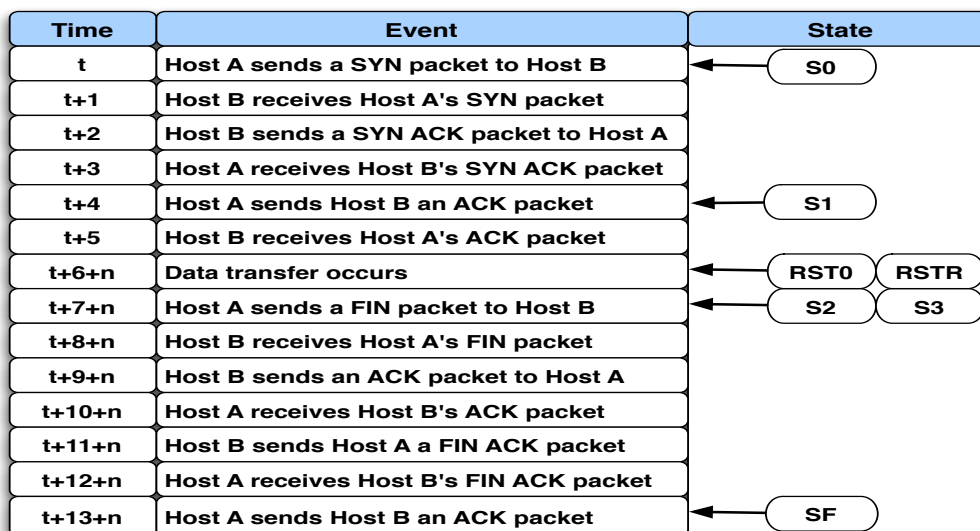 Time Event State
t Host A sends a SYN packet to Host B S0
t+1 Host B receives Host A's SYN packet
t+2 Host B sends a SYN ACK packet to Host A
t+3 Host A receives Host B's SYN ACK packet
t+4 Host A sends Host B an ACK packet S1
t+5 Host B receives Host A's ACK packet
t+6+n Data transfer occurs RST0 RSTR
t+7+n Host A sends a FIN packet to Host B S2 S3
t+8+n Host B receives Host A's FIN packet
t+9+n Host B sends an ACK packet to Host A
t+10+n Host A receives Host B's ACK packet
t+11+n Host B sends Host A a FIN ACK packet
t+12+n Host A receives Host B's FIN ACK packet
t+13+n Host A sends Host B an ACK packet SF